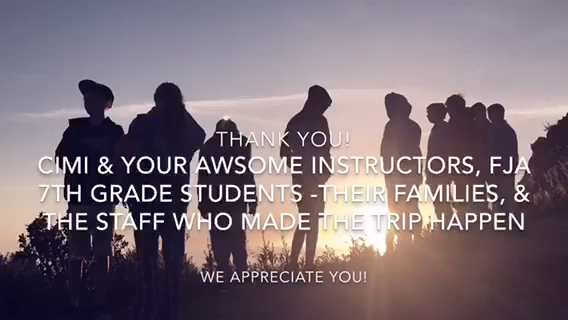 THANK YOU!
CIMI & YOUR AWSOME INSTRUCTORS, FJA
7TH GRADE STUDENTS -THEIR FAMILIES, &
THE STAFF WHO MADE THE TRIP HAPPEN
WE APPRECIATE YOU!